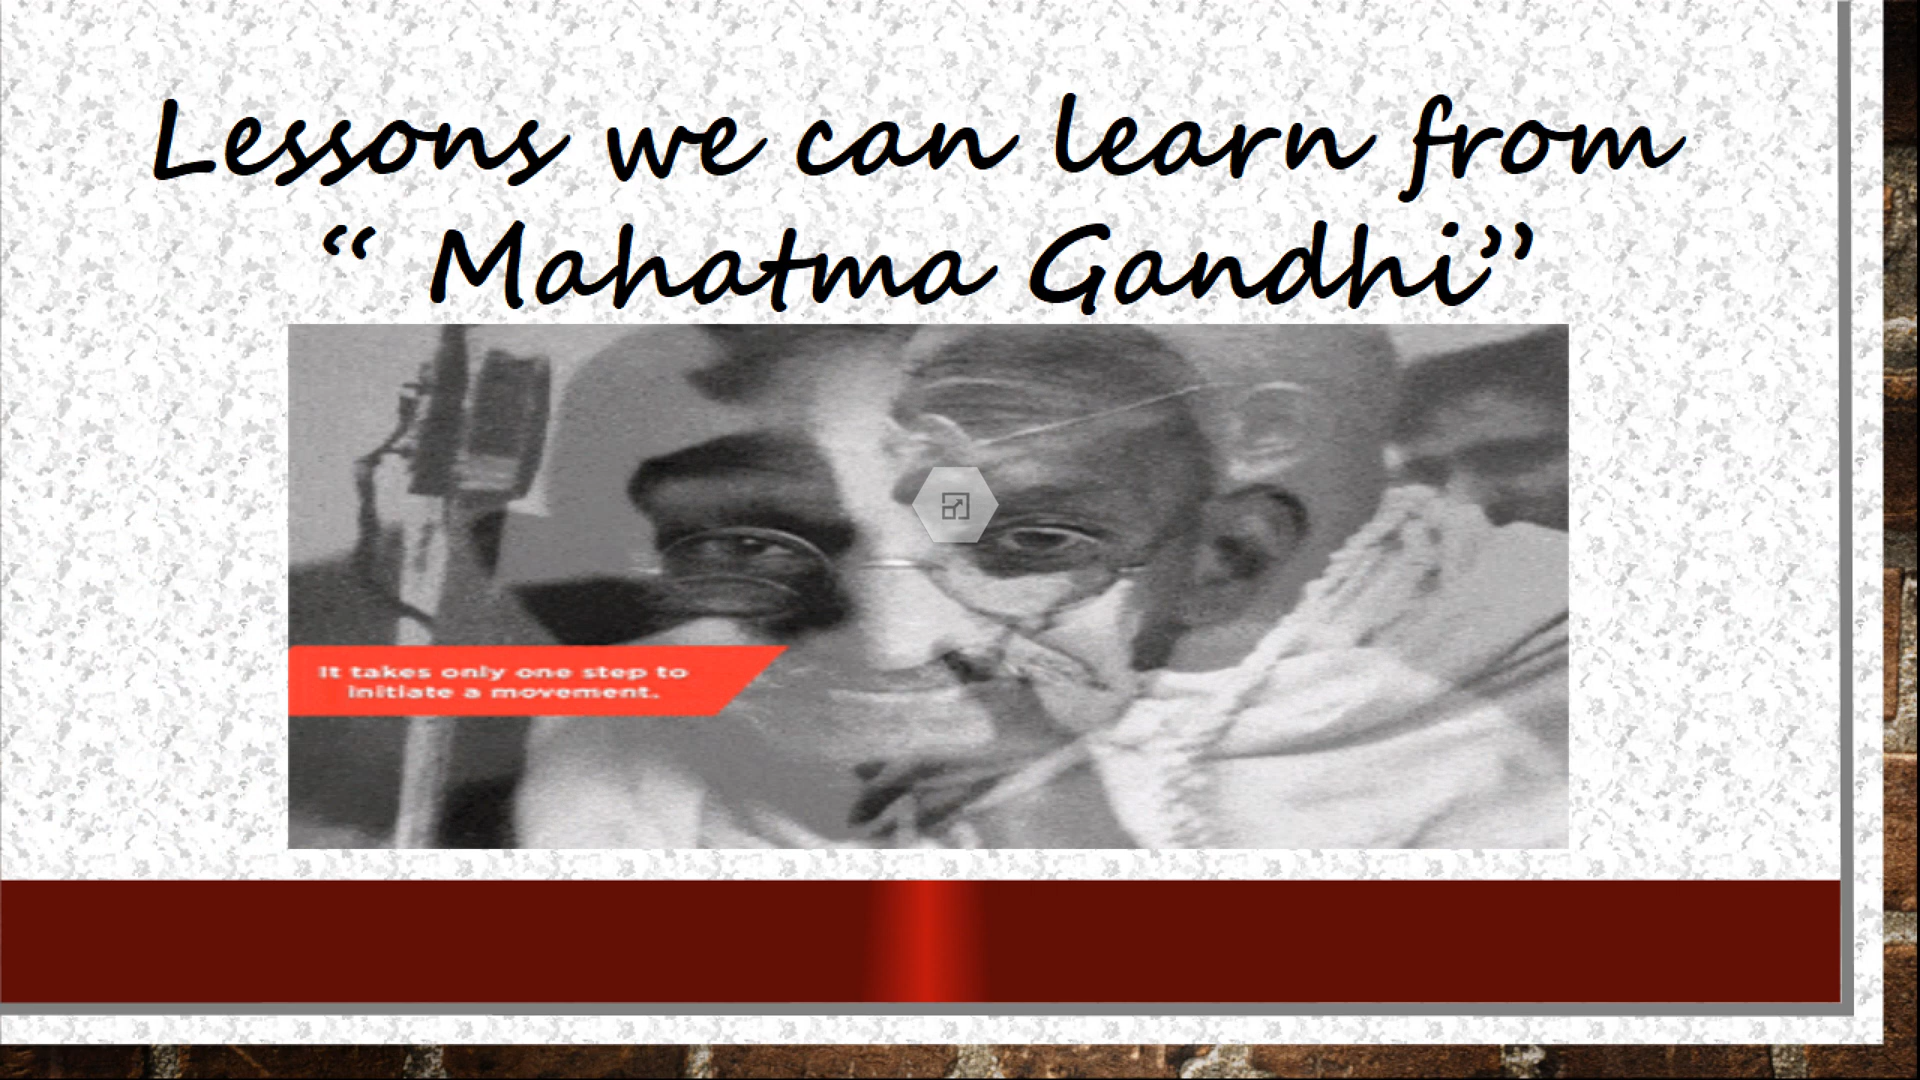 Lessons we can learn from
“ Mahatma Gandhi”
It takes only one step to
initiate a movement.